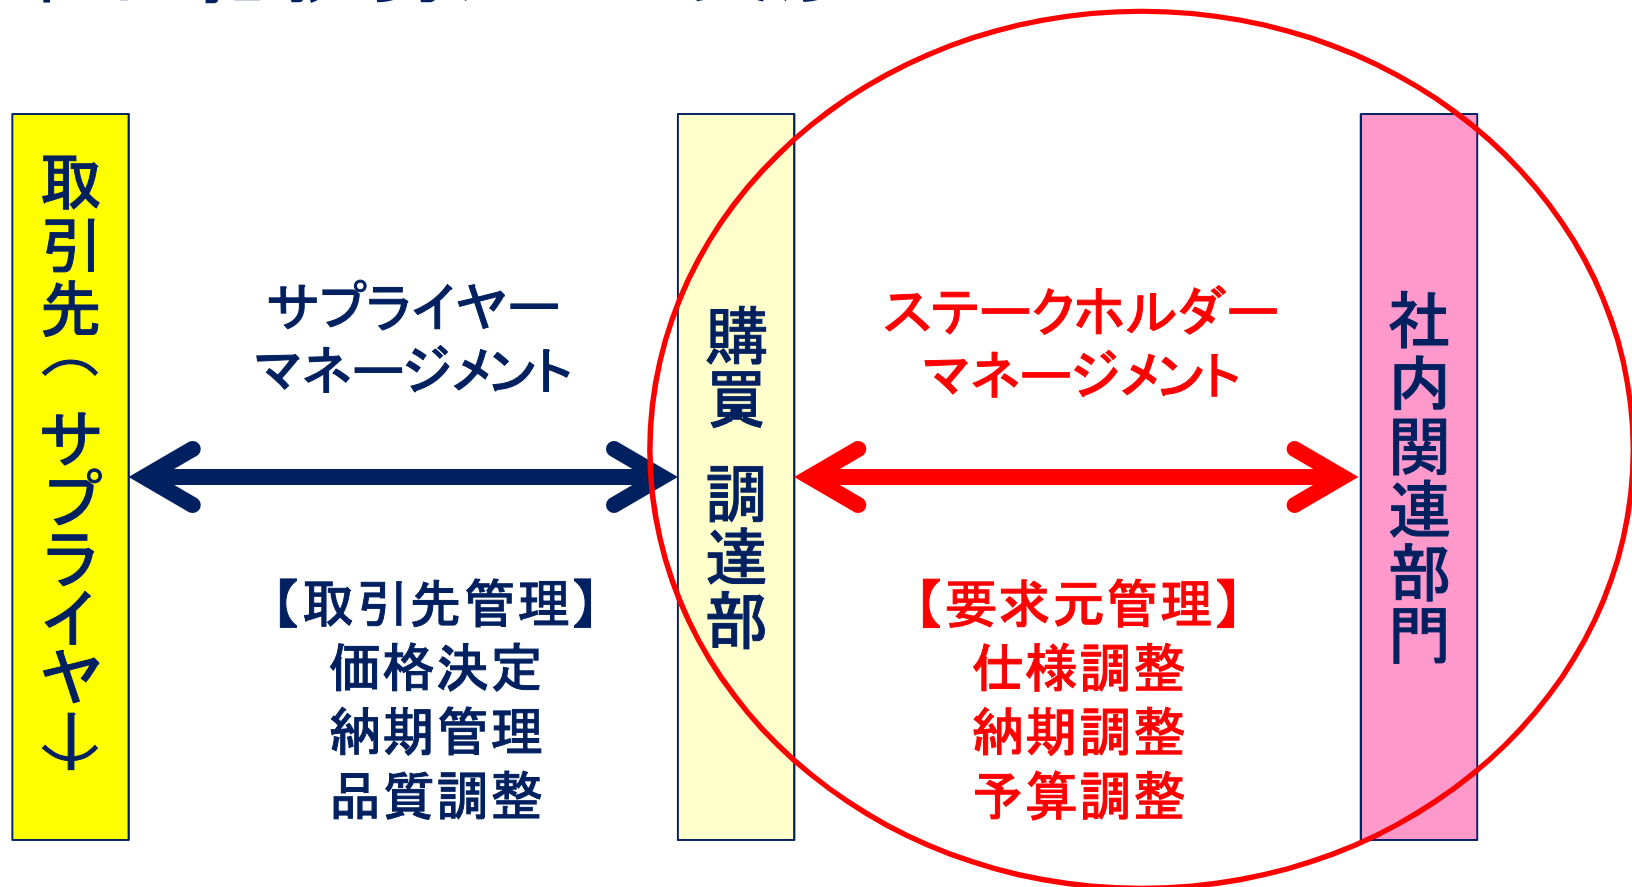 取引先（サプライヤー）
サプライヤー
マネージメント
【取引先管理】
価格決定
納期管理
品質調整
購買 調達部
ステークホルダー
マネージメント
【要求元管理】
仕様調整
納期調整
予算調整
社内関連部門